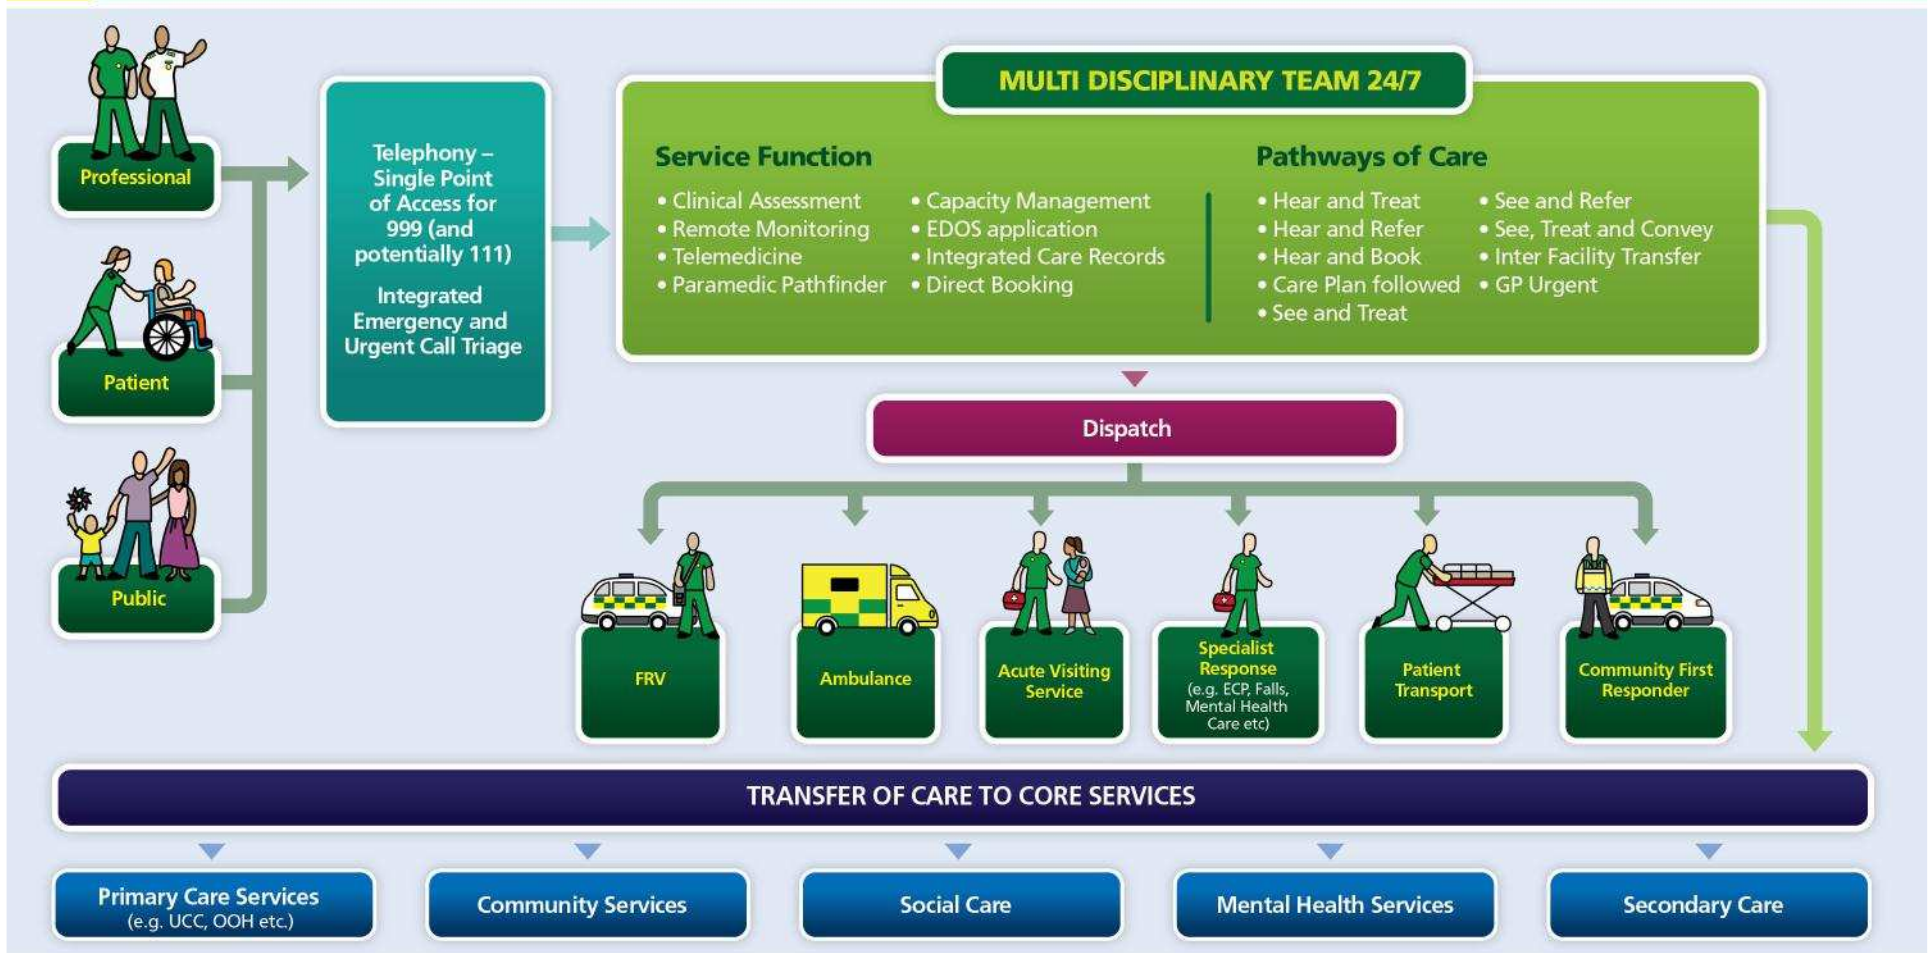 Professional
Patient
Public
Telephony –
Single Point
of Access for
999 (and
potentially 111)
Integrated
Emergency and
Urgent Call Triage
MULTI DISCIPLINARY TEAM 24/7
Service Function
• Clinical Assessment
• Remote Monitoring
• Telemedicine
• Paramedic Pathfinder
• Capacity Management
• EDOS application
• Integrated Care Records
• Direct Booking
Pathways of Care
• Hear and Treat
• Hear and Refer
• Hear and Book
• Care Plan followed
• See and Treat
• See and Refer
• See, Treat and Convey
• Inter Facility Transfer
• GP Urgent
Dispatch
FRV
Ambulance
Acute Visiting
Service
Specialist
Response
(e.g. ECP, Falls,
Mental Health
Care etc)
Patient
Transport
Community First
Responder
TRANSFER OF CARE TO CORE SERVICES
Primary Care Services
(e.g. UCC, OOH etc.)
Community Services
Social Care
Mental Health Services
Secondary Care